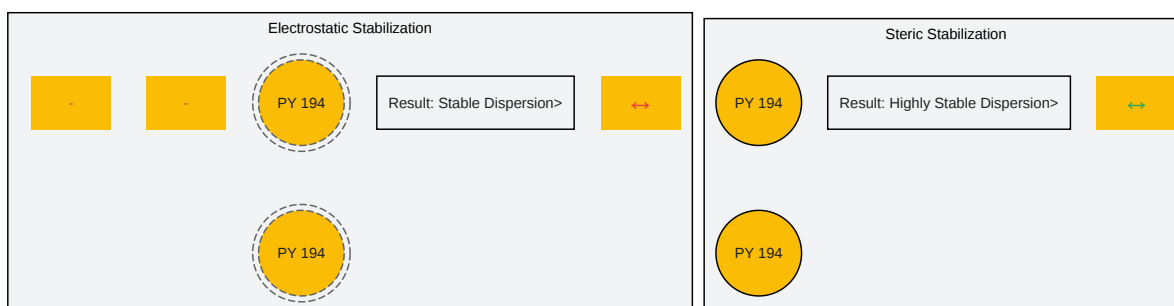 Electrostatic Stabilization
-
-
PY 194
Result: Stable Dispersion>
↔
PY 194
Steric Stabilization
PY 194
Result: Highly Stable Dispersion>
↔
PY 194